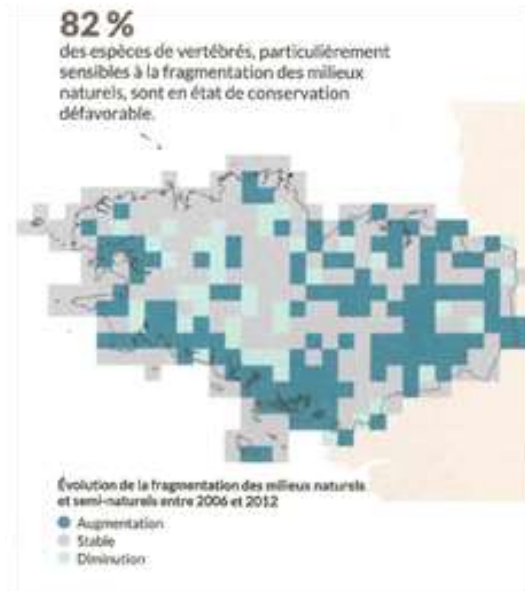 82 %
des espèces de vertébrés, particulièrement
sensibles à la fragmentation des milieux
naturels, sont en état de conservation
défavorable.
Évolution de la fragmentation des milieux naturels
et semi-naturels entre 2006 et 2012
Augmentation
Stable
Diminution